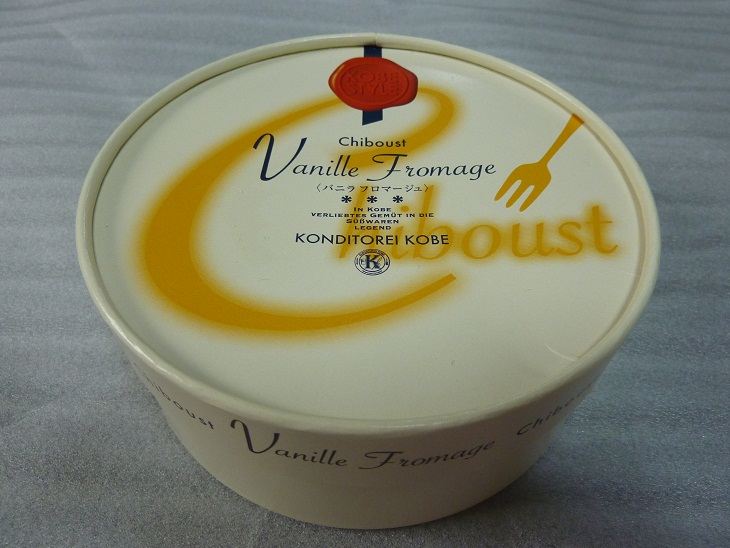 KOBE
STYLE
Chiboust
Vanille Fromage
〈バニラ フロマージュ〉
***
IN KOBE
VERLIEBTES GEMÜT IN DIE
SÜßWAREN
LEGEND
KONDITOREI KOBE
K
Chiboust
Chiboust Vanille Fromage Chiboust